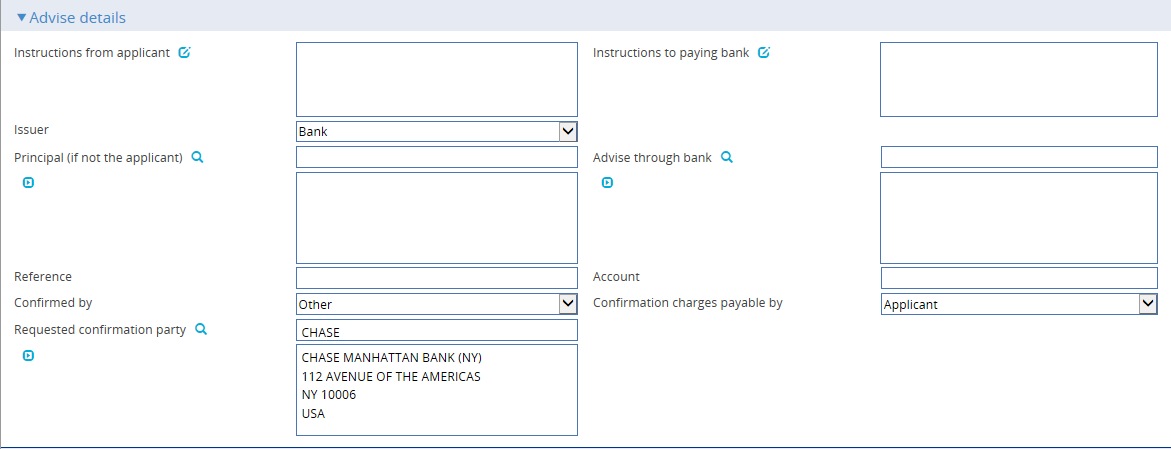 Advise details
Instructions from applicant
Instructions to paying bank
Issuer
Bank
Principal (if not the applicant)
Advise through bank
Reference
Account
Confirmed by
Other
Confirmation charges payable by
Applicant
Requested confirmation party
CHASE
CHASE MANHATTAN BANK (NY)
112 AVENUE OF THE AMERICAS
NY 10006
USA